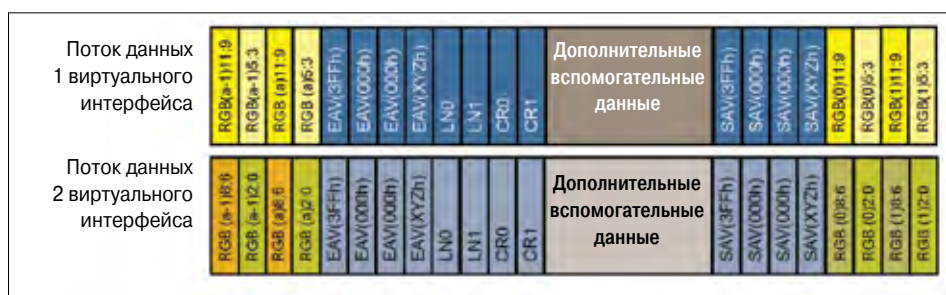 Поток данных
1 виртуального
интерфейса
RGB(a-1)11:9
RGB(a-1)5:3
RGB (a)11:9
RGB (a)5:3
EAV(3FFh)
EAV(000h)
EAV(000h)
EAV(XYZh)
LN0
LN1
CR0
CR1
Дополнительные
вспомогательные
данные
SAV(3FFh)
SAV(000h)
SAV(000h)
SAV(XYZh)
RGB(0)11:9
RGB(0)5:3
RGB(1)11:9
RGB(1)5:3
Поток данных
2 виртуального
интерфейса
RGB (a-1)8:6
RGB (a-1)2:0
RGB (a)8:6
RGB (a)2:0
EAV(3FFh)
EAV(000h)
EAV(000h)
EAV(XYZh)
LN0
LN1
CR0
CR1
Дополнительные
вспомогательные
данные
SAV(3FFh)
SAV(000h)
SAV(000h)
SAV(XYZh)
RGB (0)8:6
RGB (0)2:0
RGB (1)8:6
RGB (1)2:0